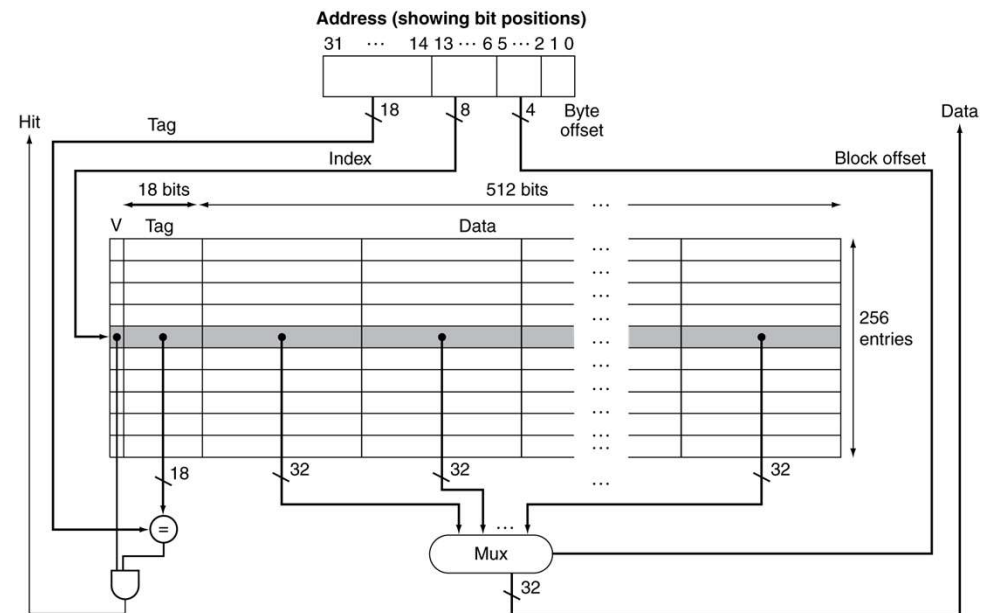 Address (showing bit positions)
31 ··· 14 13 ··· 6 5 ··· 2 1 0
18 8 4 Byte
offset
Hit Tag Data
Index Block offset
18 bits 512 bits ···
V Tag Data
···
···
···
···
··· 256
entries
···
···
···
···
···
18 32 32 ··· 32
= ···
Mux
32